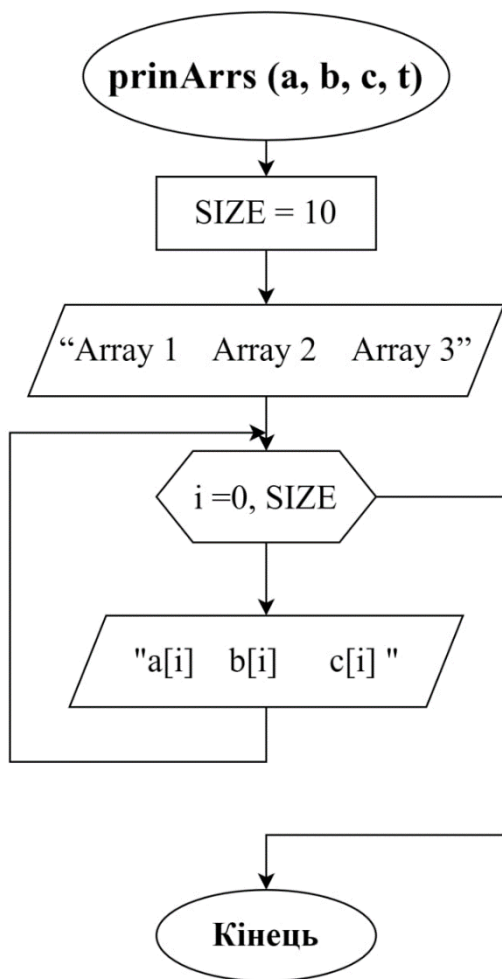 prinArrs (a, b, c, t)
SIZE = 10
“Array 1 Array 2 Array 3”
i =0, SIZE
"a[i] b[i] c[i] "
Кінець